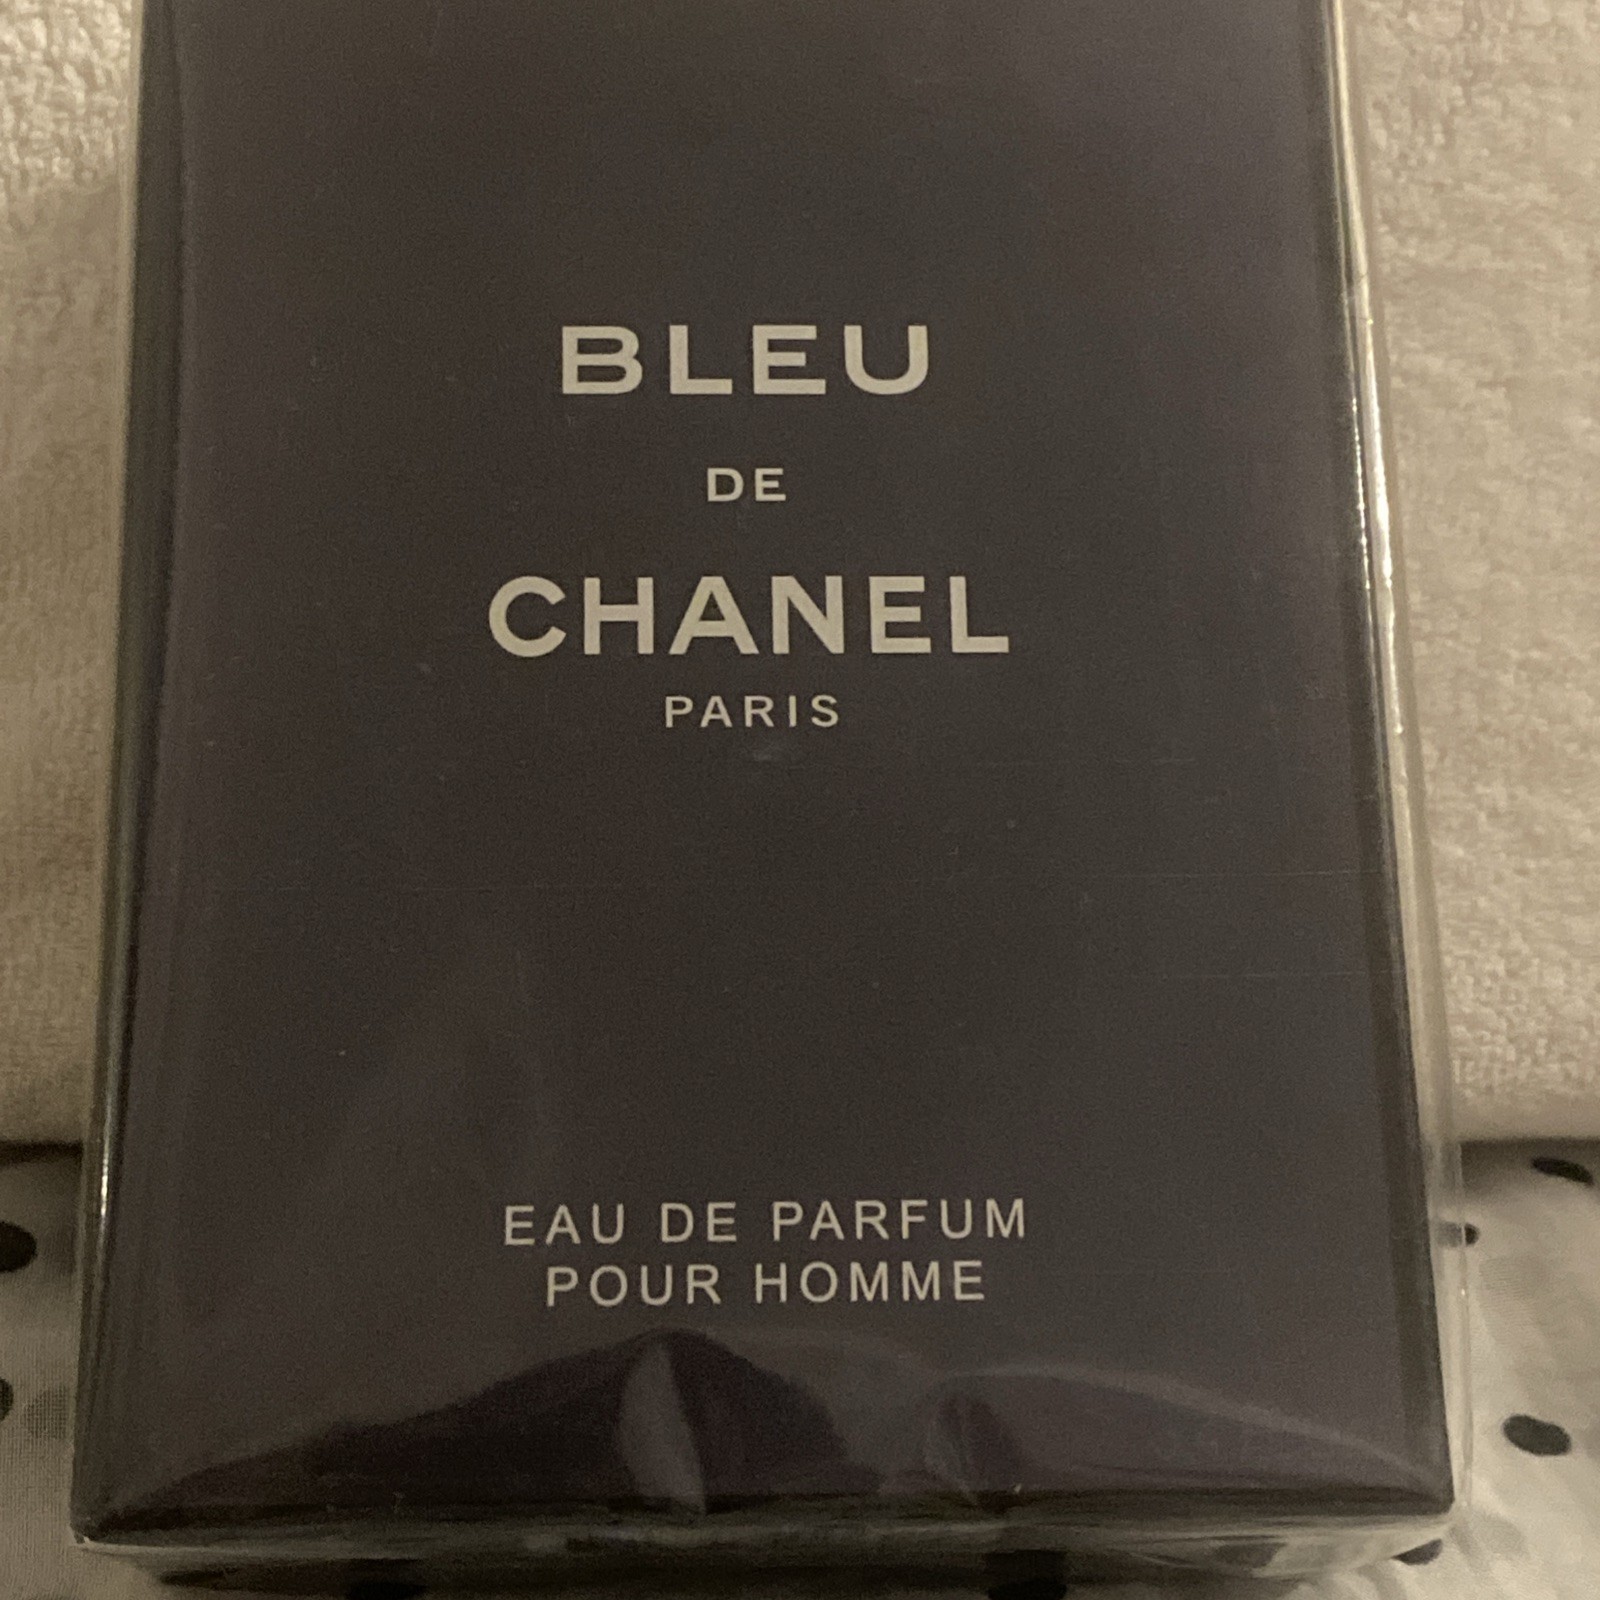 BLEU
DE
CHANEL
PARIS
EAU DE PARFUM
POUR HOMME